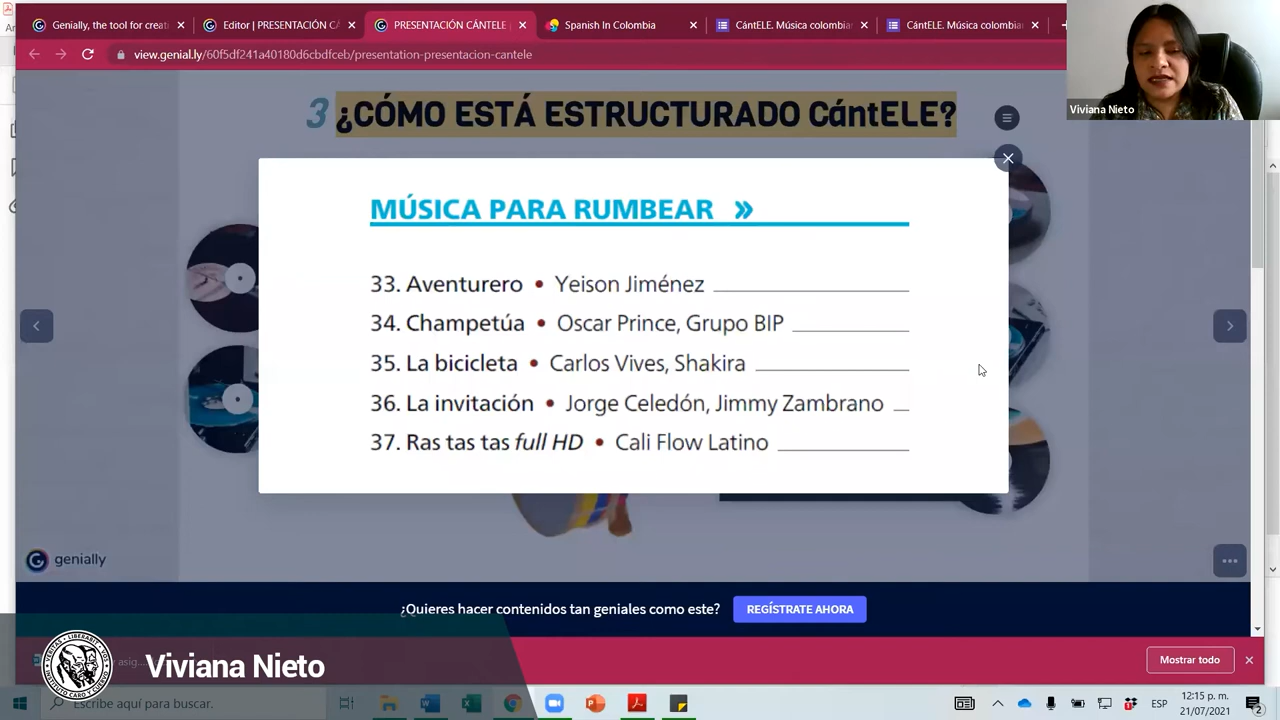 Genially, the tool for creat
Editor | PRESENTACIÓN CÁ
PRESENTACIÓN CÁNTELE
Spanish In Colombia
CántELE. Música colombia
CántELE. Música colombian
view.genial.ly/60f5df241a40180d6cbdfceb/presentation-presentacion-cantele
Viviana Nieto
3 ¿CÓMO ESTÁ ESTRUCTURADO CántELE?
MÚSICA PARA RUMBEAR »
33. Aventurero • Yeison Jiménez
34. Champetúa • Oscar Prince, Grupo BIP
35. La bicicleta • Carlos Vives, Shakira
36. La invitación • Jorge Celedón, Jimmy Zambrano
37. Ras tas tas full HD • Cali Flow Latino
genially
¿Quieres hacer contenidos tan geniales como este?
REGÍSTRATE AHORA
Viviana Nieto
Mostrar todo
Escribe aquí para buscar.
ESP
12:15 p. m.
21/07/2021
2